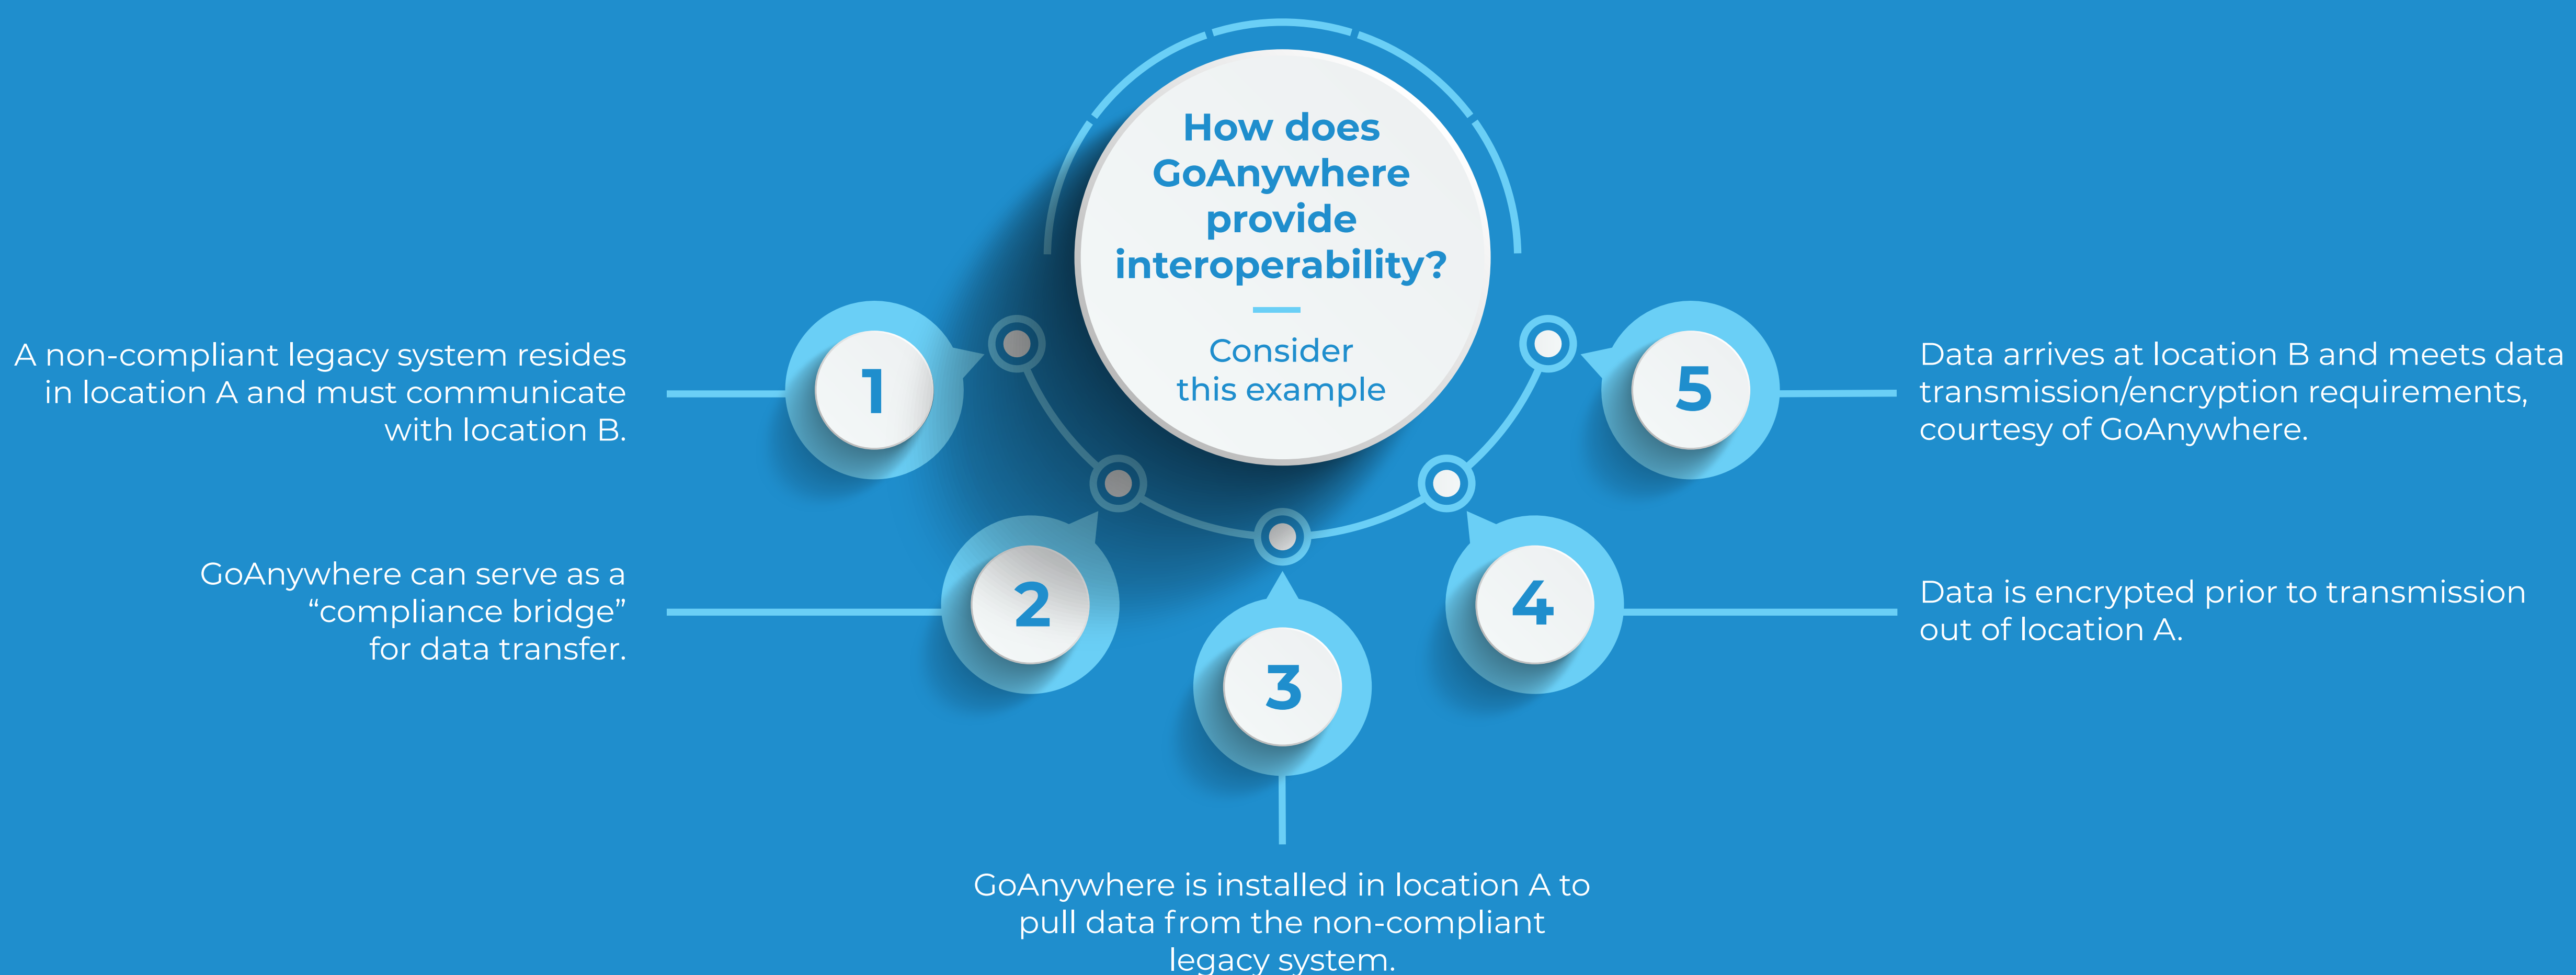 How does
GoAnywhere
provide
interoperability?
Consider
this example
1
A non-compliant legacy system resides
in location A and must communicate
with location B.
2
GoAnywhere can serve as a
“compliance bridge”
for data transfer.
3
GoAnywhere is installed in location A to
pull data from the non-compliant
legacy system.
4
Data is encrypted prior to transmission
out of location A.
5
Data arrives at location B and meets data
transmission/encryption requirements,
courtesy of GoAnywhere.